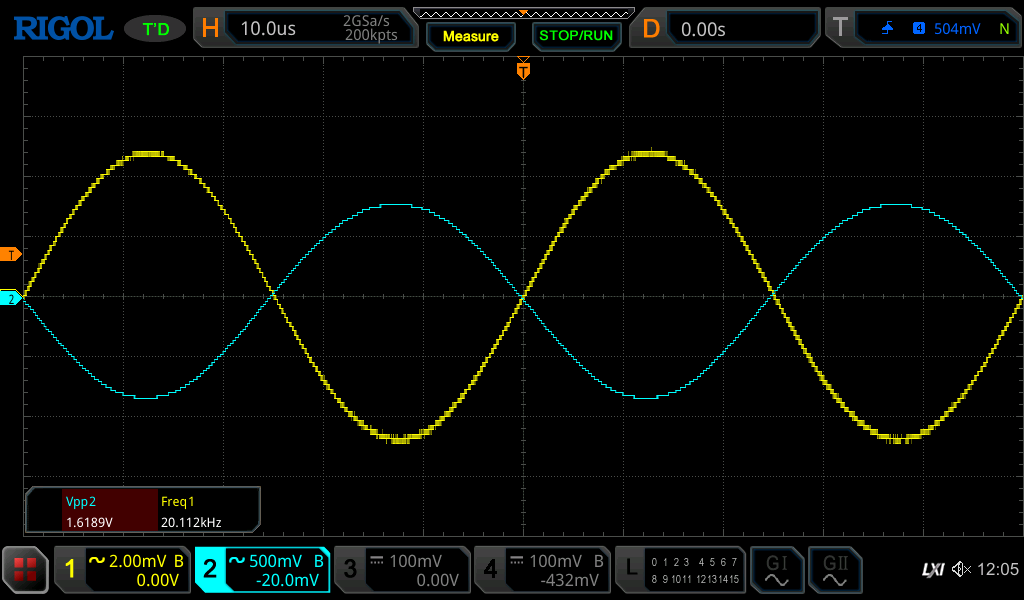 RIGOL T'D H 10.0us 2GSa/s 200kpts Measure STOP/RUN D 0.00s T 4 504mV N
T
T
2
Vpp2 Freq1
1.6189V 20.112kHz
1 2.00mV B 0.00V
2 500mV B -20.0mV
3 100mV 0.00V
4 100mV B -432mV
L 0 1 2 3 4 5 6 7
8 9 10 11 12 13 14 15
GI GII
LXI 12:05